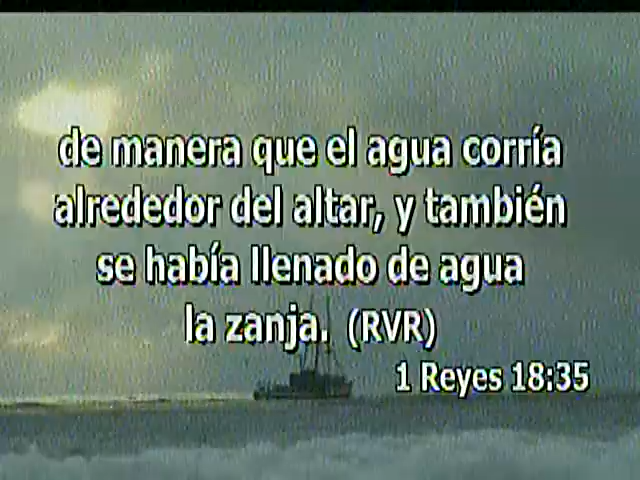 de manera que el agua corría
alrededor del altar, y también
se había llenado de agua
la zanja. (RVR)
1 Reyes 18:35